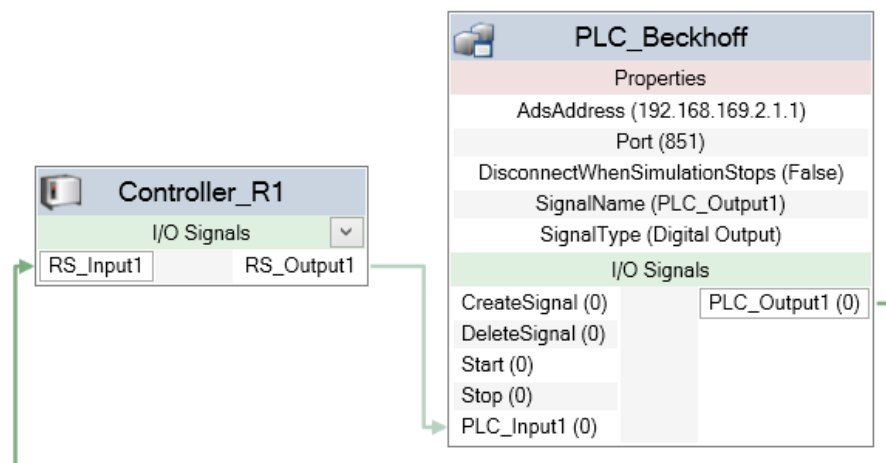 PLC_Beckhoff
Properties
AdsAddress (192.168.169.2.1.1)
Port (851)
DisconnectWhenSimulationStops (False)
SignalName (PLC_Output1)
SignalType (Digital Output)
I/O Signals
CreateSignal (0) PLC_Output1 (0)
DeleteSignal (0)
Start (0)
Stop (0)
PLC_Input1 (0)
Controller_R1
I/O Signals
RS_Input1 RS_Output1